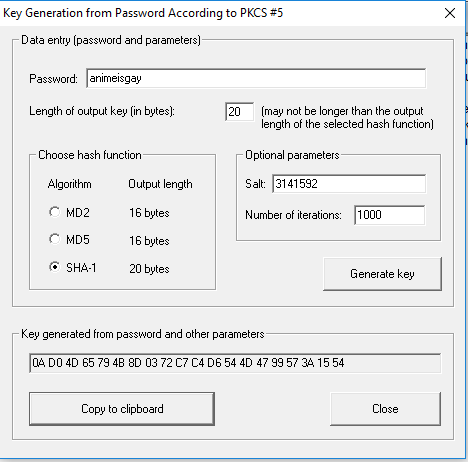 Key Generation from Password According to PKCS #5
Data entry (password and parameters)
Password: animeisgay
Length of output key (in bytes): 20 (may not be longer than the output
length of the selected hash function)
Choose hash function
Algorithm Output length
MD2 16 bytes
MD5 16 bytes
SHA-1 20 bytes
Optional parameters
Salt: 3141592
Number of iterations: 1000
Generate key
Key generated from password and other parameters
0A D0 4D 65 79 4B 8D 03 72 C7 C4 D6 54 4D 47 99 57 3A 15 54
Copy to clipboard
Close